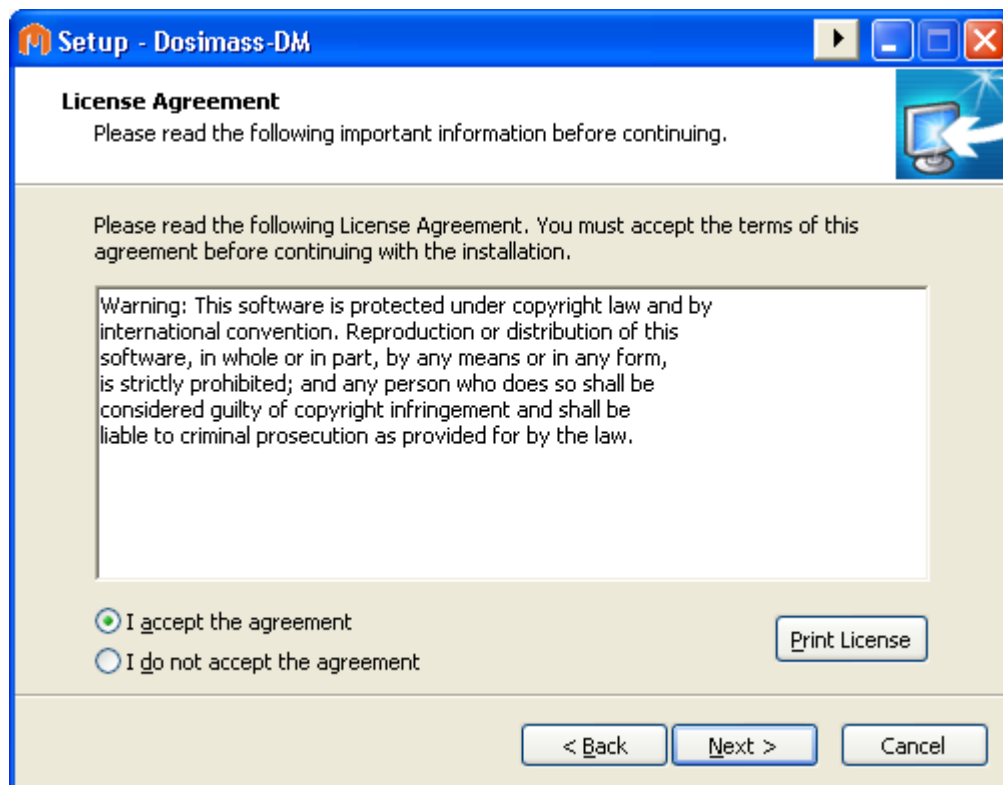 Setup - Dosimass-DM
License Agreement
Please read the following important information before continuing.
Please read the following License Agreement. You must accept the terms of this
agreement before continuing with the installation.
Warning: This software is protected under copyright law and by
international convention. Reproduction or distribution of this
software, in whole or in part, by any means or in any form,
is strictly prohibited; and any person who does so shall be
considered guilty of copyright infringement and shall be
liable to criminal prosecution as provided for by the law.
I accept the agreement
I do not accept the agreement
Print License
< Back
Next >
Cancel